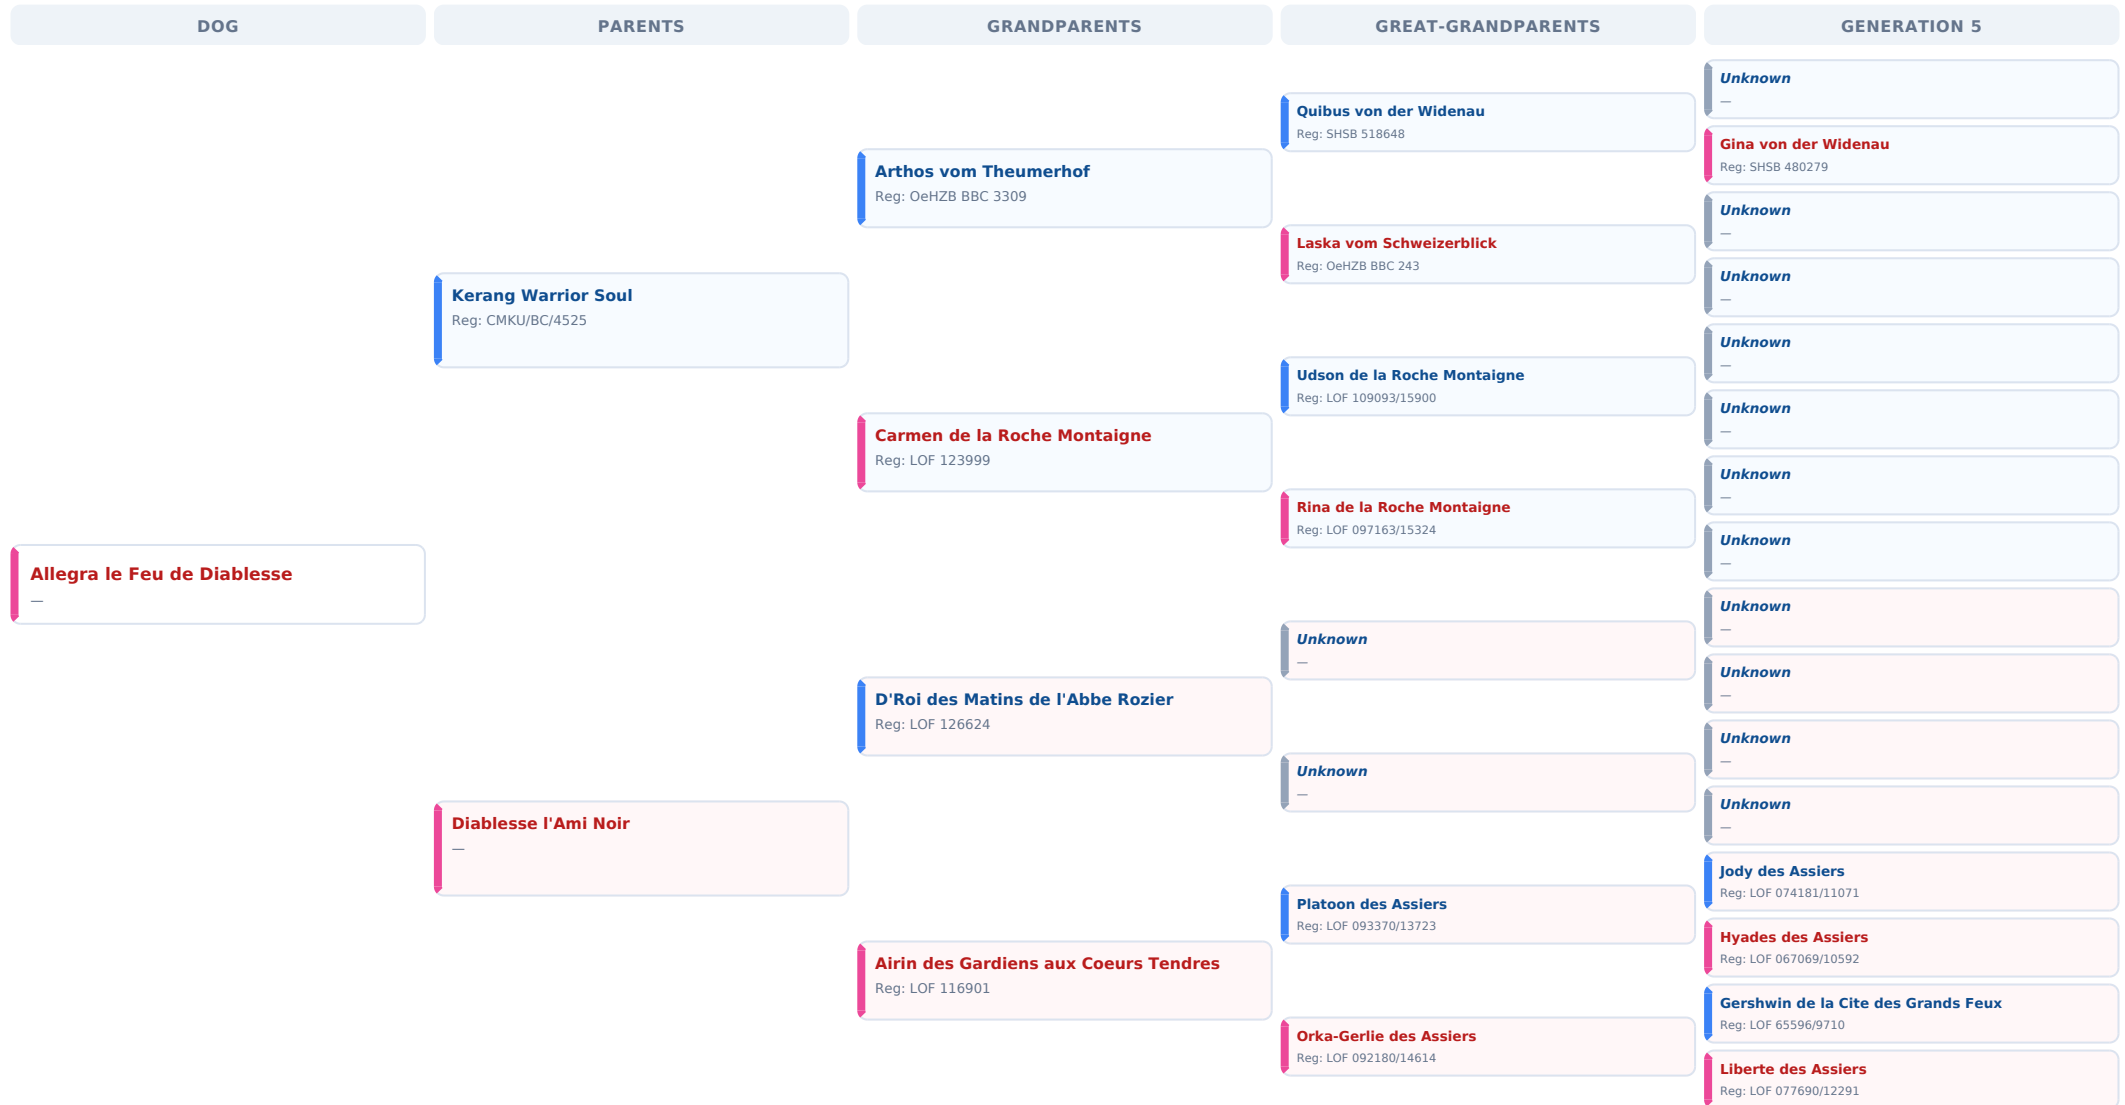 DOG
PARENTS
GRANDPARENTS
GREAT-GRANDPARENTS
GENERATION 5
Allegra le Feu de Diablesse
—
Kerang Warrior Soul
Reg: CMKU/BC/4525
Diablesse l'Ami Noir
—
Arthos vom Theumerhof
Reg: OeHZB BBC 3309
Carmen de la Roche Montaigne
Reg: LOF 123999
D'Roi des Matins de l'Abbe Rozier
Reg: LOF 126624
Airin des Gardiens aux Coeurs Tendres
Reg: LOF 116901
Quibus von der Widenau
Reg: SHSB 518648
Laska vom Schweizerblick
Reg: OeHZB BBC 243
Udson de la Roche Montaigne
Reg: LOF 109093/15900
Rina de la Roche Montaigne
Reg: LOF 097163/15324
Unknown
—
Unknown
—
Platoon des Assiers
Reg: LOF 093370/13723
Orka-Gerlie des Assiers
Reg: LOF 092180/14614
Unknown
—
Gina von der Widenau
Reg: SHSB 480279
Unknown
—
Unknown
—
Unknown
—
Unknown
—
Unknown
—
Unknown
—
Unknown
—
Unknown
—
Unknown
—
Unknown
—
Jody des Assiers
Reg: LOF 074181/11071
Hyades des Assiers
Reg: LOF 067069/10592
Gershwin de la Cite des Grands Feux
Reg: LOF 65596/9710
Liberte des Assiers
Reg: LOF 077690/12291